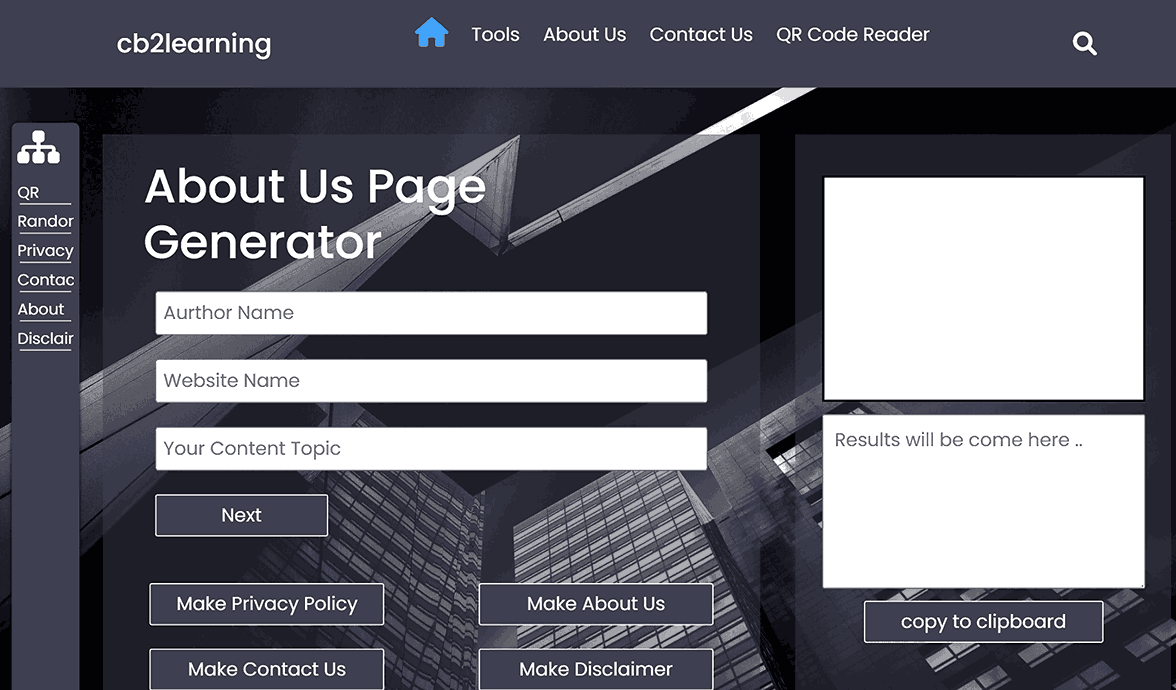 cb2learning
Tools
About Us
Contact Us
QR Code Reader
QR
Randor
Privacy
Contac
About
Disclair
About Us Page
Generator
Aurthor Name
Website Name
Your Content Topic
Next
Make Privacy Policy
Make About Us
Make Contact Us
Make Disclaimer
Results will be come here ..
copy to clipboard